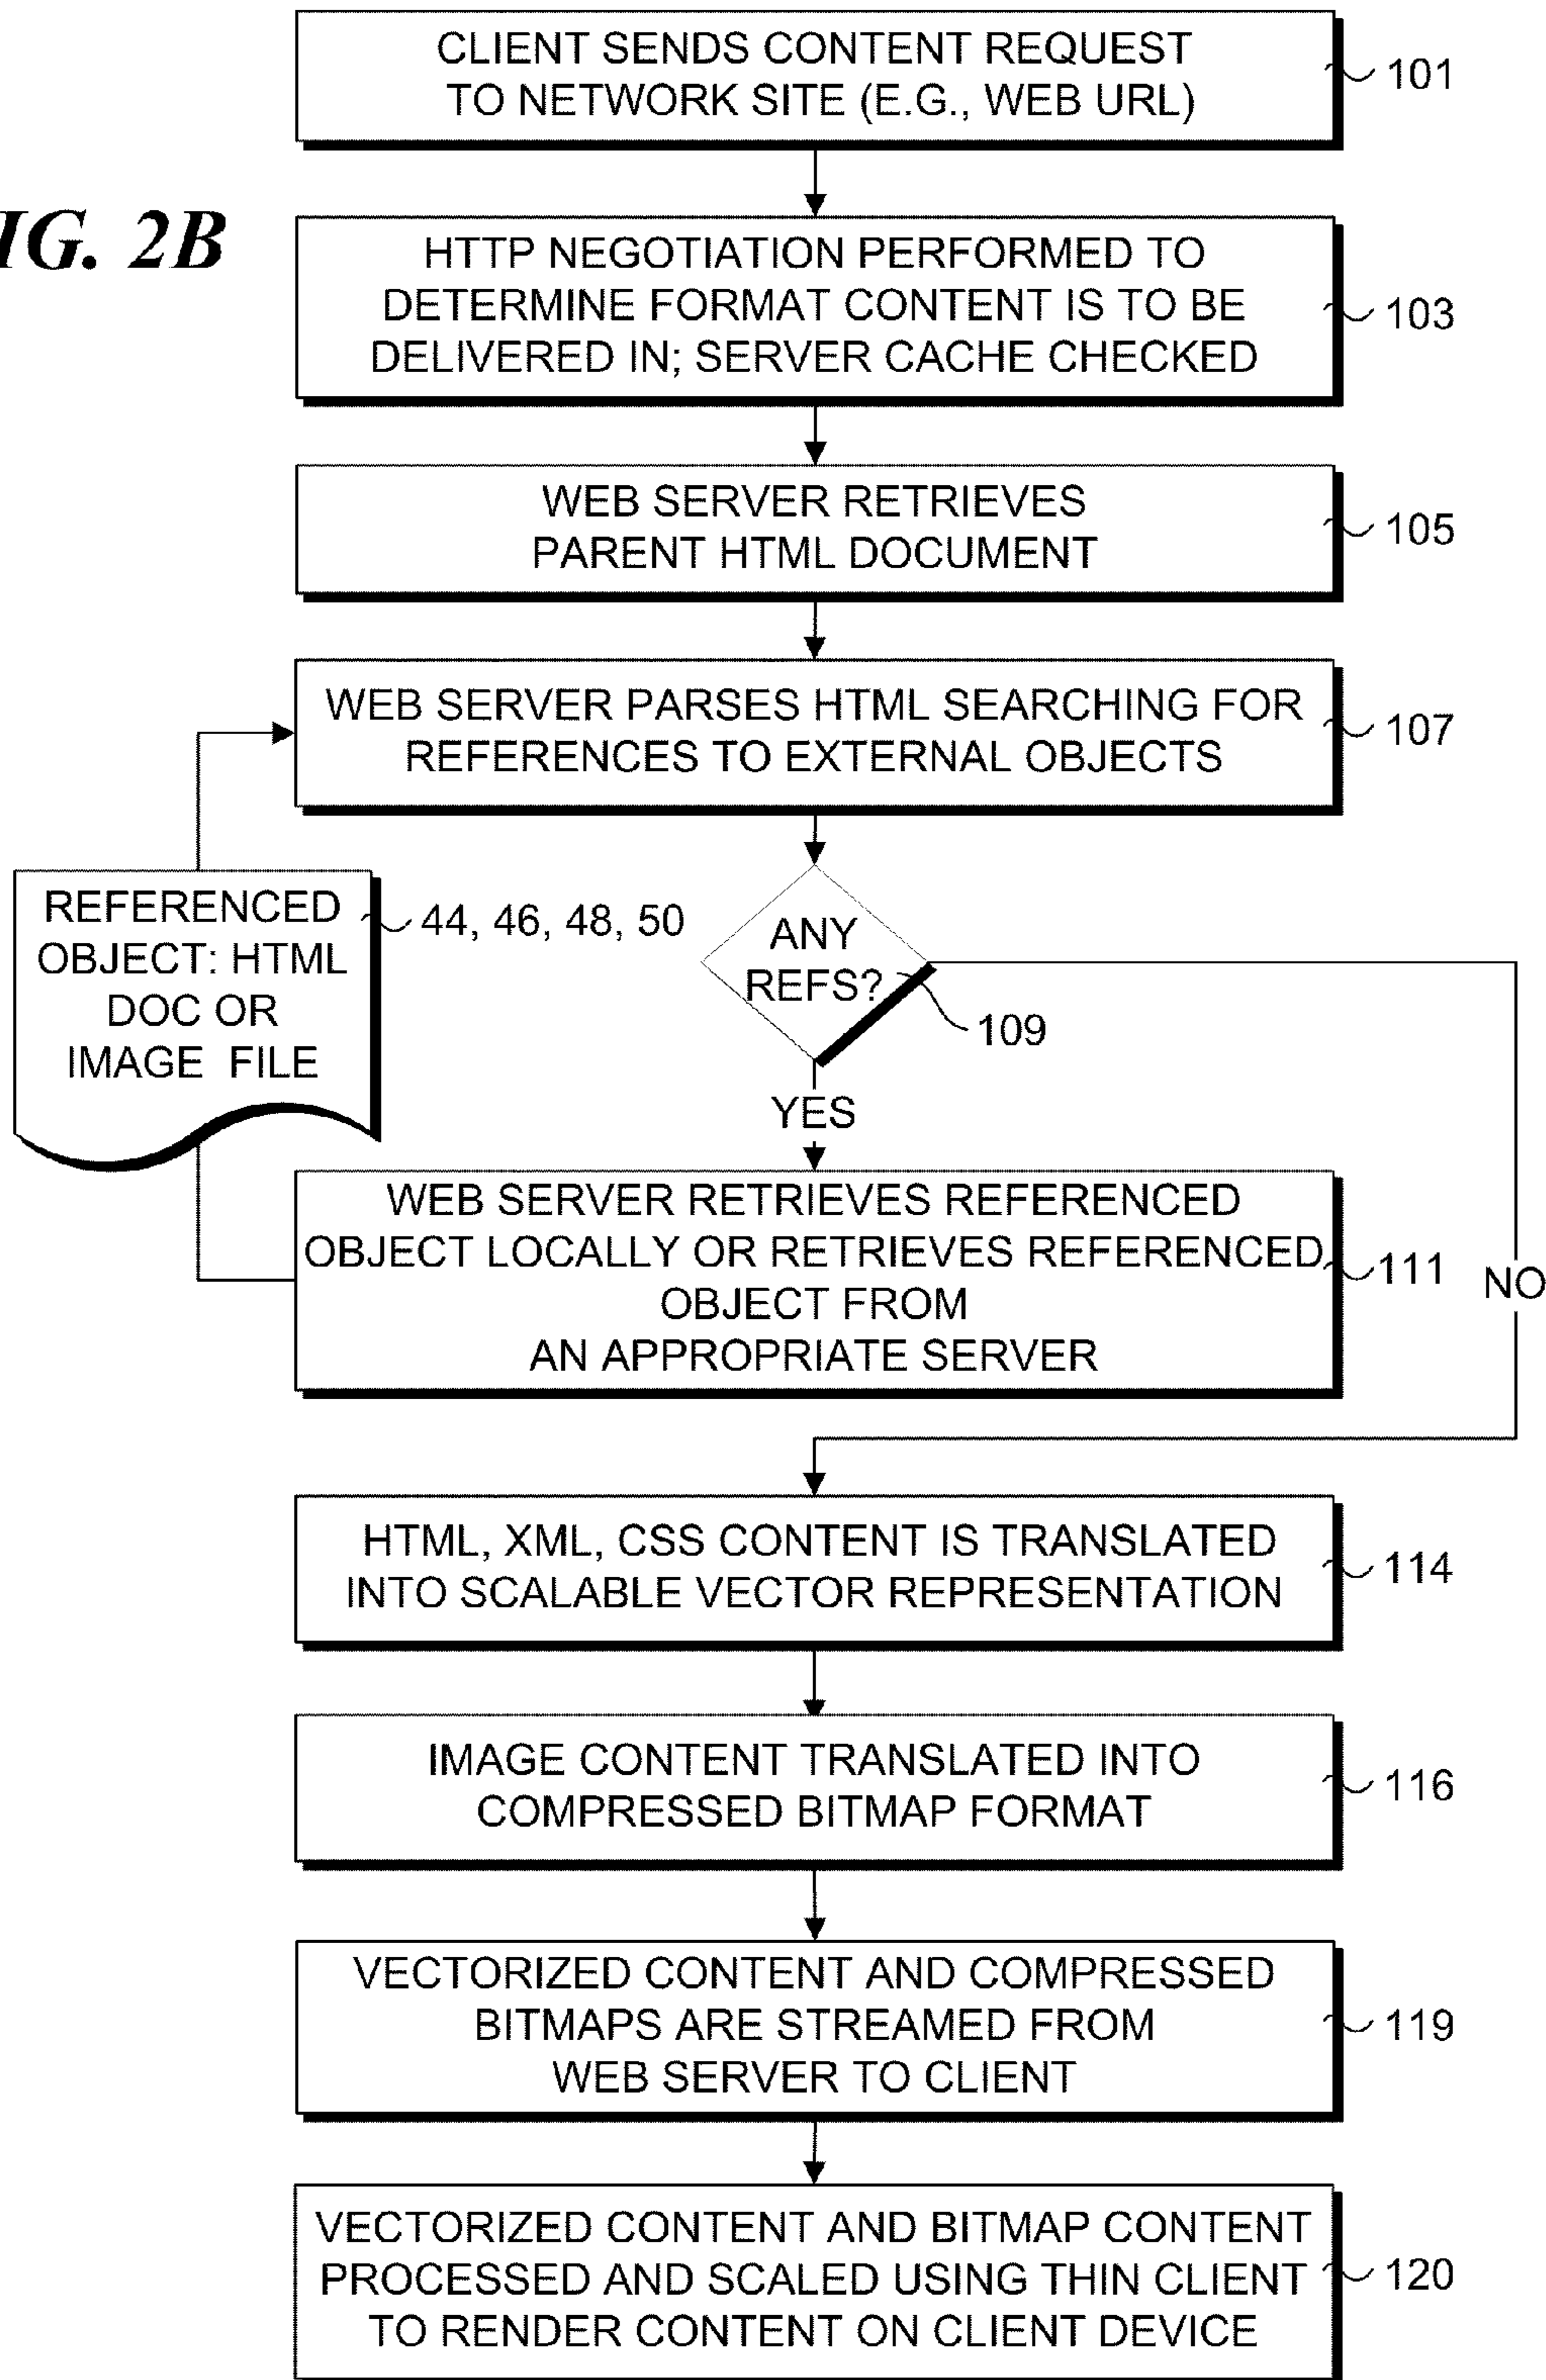 CLIENT SENDS CONTENT REQUEST
TO NETWORK SITE (E.G., WEB URL)
101
IG. 2B
HTTP NEGOTIATION PERFORMED TO
DETERMINE FORMAT CONTENT IS TO BE
DELIVERED IN; SERVER CACHE CHECKED
103
WEB SERVER RETRIEVES
PARENT HTML DOCUMENT
105
WEB SERVER PARSES HTML SEARCHING FOR
REFERENCES TO EXTERNAL OBJECTS
107
REFERENCED
OBJECT: HTML
DOC OR
IMAGE FILE
44, 46, 48, 50
ANY
REFS?
109
YES
WEB SERVER RETRIEVES REFERENCED
OBJECT LOCALLY OR RETRIEVES REFERENCED
OBJECT FROM
AN APPROPRIATE SERVER
111
NO
HTML, XML, CSS CONTENT IS TRANSLATED
INTO SCALABLE VECTOR REPRESENTATION
114
IMAGE CONTENT TRANSLATED INTO
COMPRESSED BITMAP FORMAT
116
VECTORIZED CONTENT AND COMPRESSED
BITMAPS ARE STREAMED FROM
WEB SERVER TO CLIENT
119
VECTORIZED CONTENT AND BITMAP CONTENT
PROCESSED AND SCALED USING THIN CLIENT
TO RENDER CONTENT ON CLIENT DEVICE
120